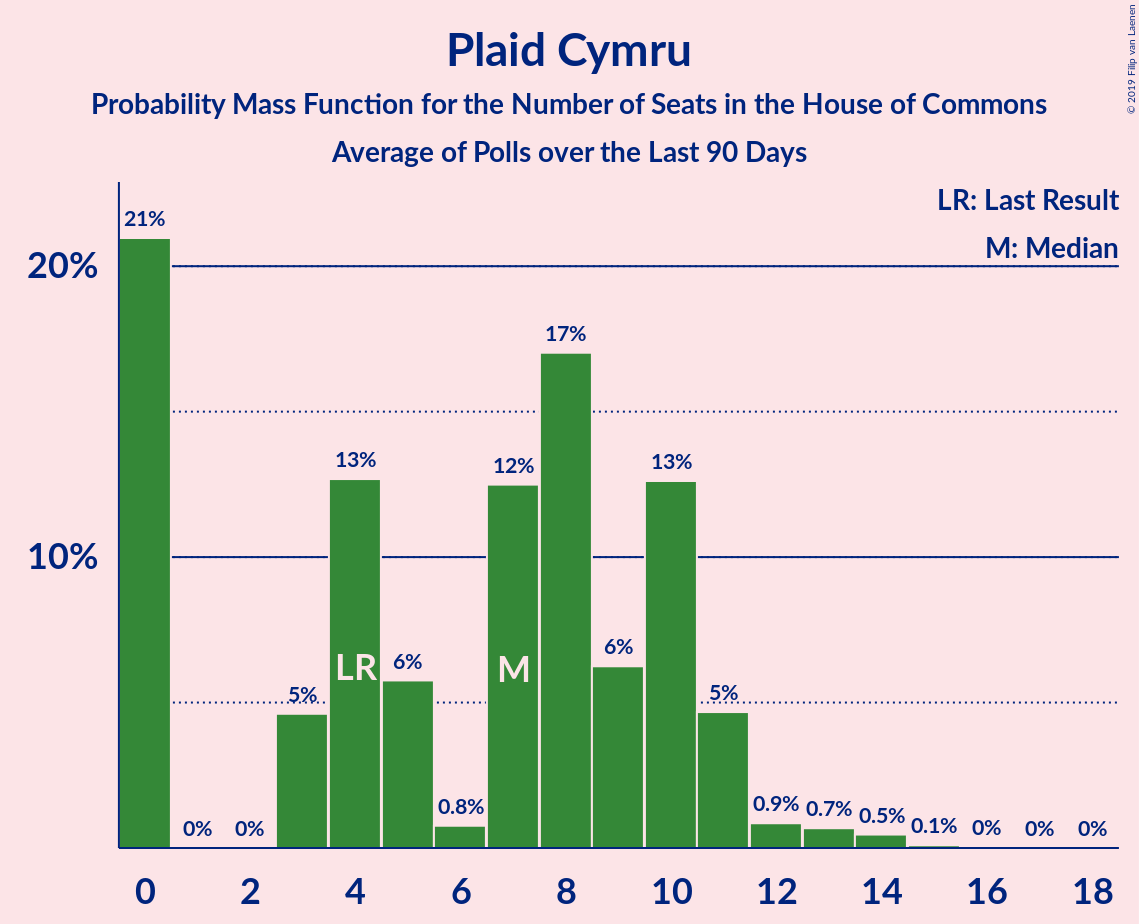 Plaid Cymru
Probability Mass Function for the Number of Seats in the House of Commons
Average of Polls over the Last 90 Days
© 2019 Filip van Laenen
LR: Last Result
M: Median
20%
10%
21%
0%
0%
5%
13%
6%
0.8%
12%
17%
6%
13%
5%
0.9%
0.7%
0.5%
0.1%
0%
0%
0%
LR
M
0 2 4 6 8 10 12 14 16 18